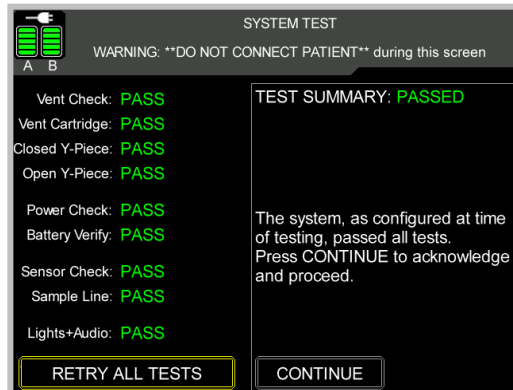 SYSTEM TEST
WARNING: **DO NOT CONNECT PATIENT** during this screen
A B
Vent Check: PASS
Vent Cartridge: PASS
Closed Y-Piece: PASS
Open Y-Piece: PASS
Power Check: PASS
Battery Verify: PASS
Sensor Check: PASS
Sample Line: PASS
Lights+Audio: PASS
RETRY ALL TESTS
TEST SUMMARY: PASSED
The system, as configured at time
of testing, passed all tests.
Press CONTINUE to acknowledge
and proceed.
CONTINUE